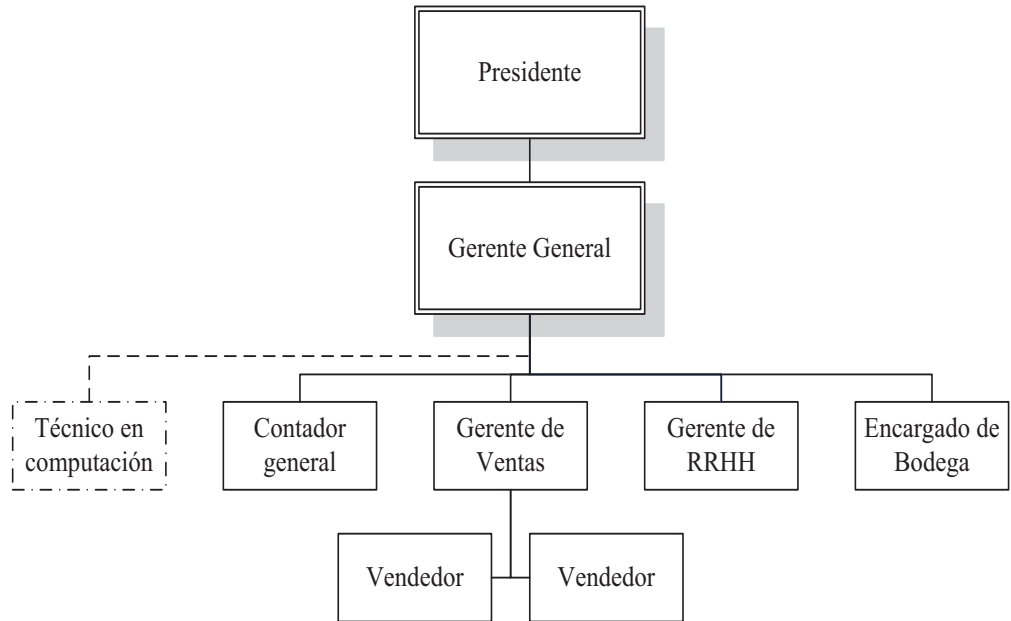 Presidente
Gerente General
Técnico en
computación
Contador
general
Gerente de
Ventas
Gerente de
RRHH
Encargado de
Bodega
Vendedor
Vendedor